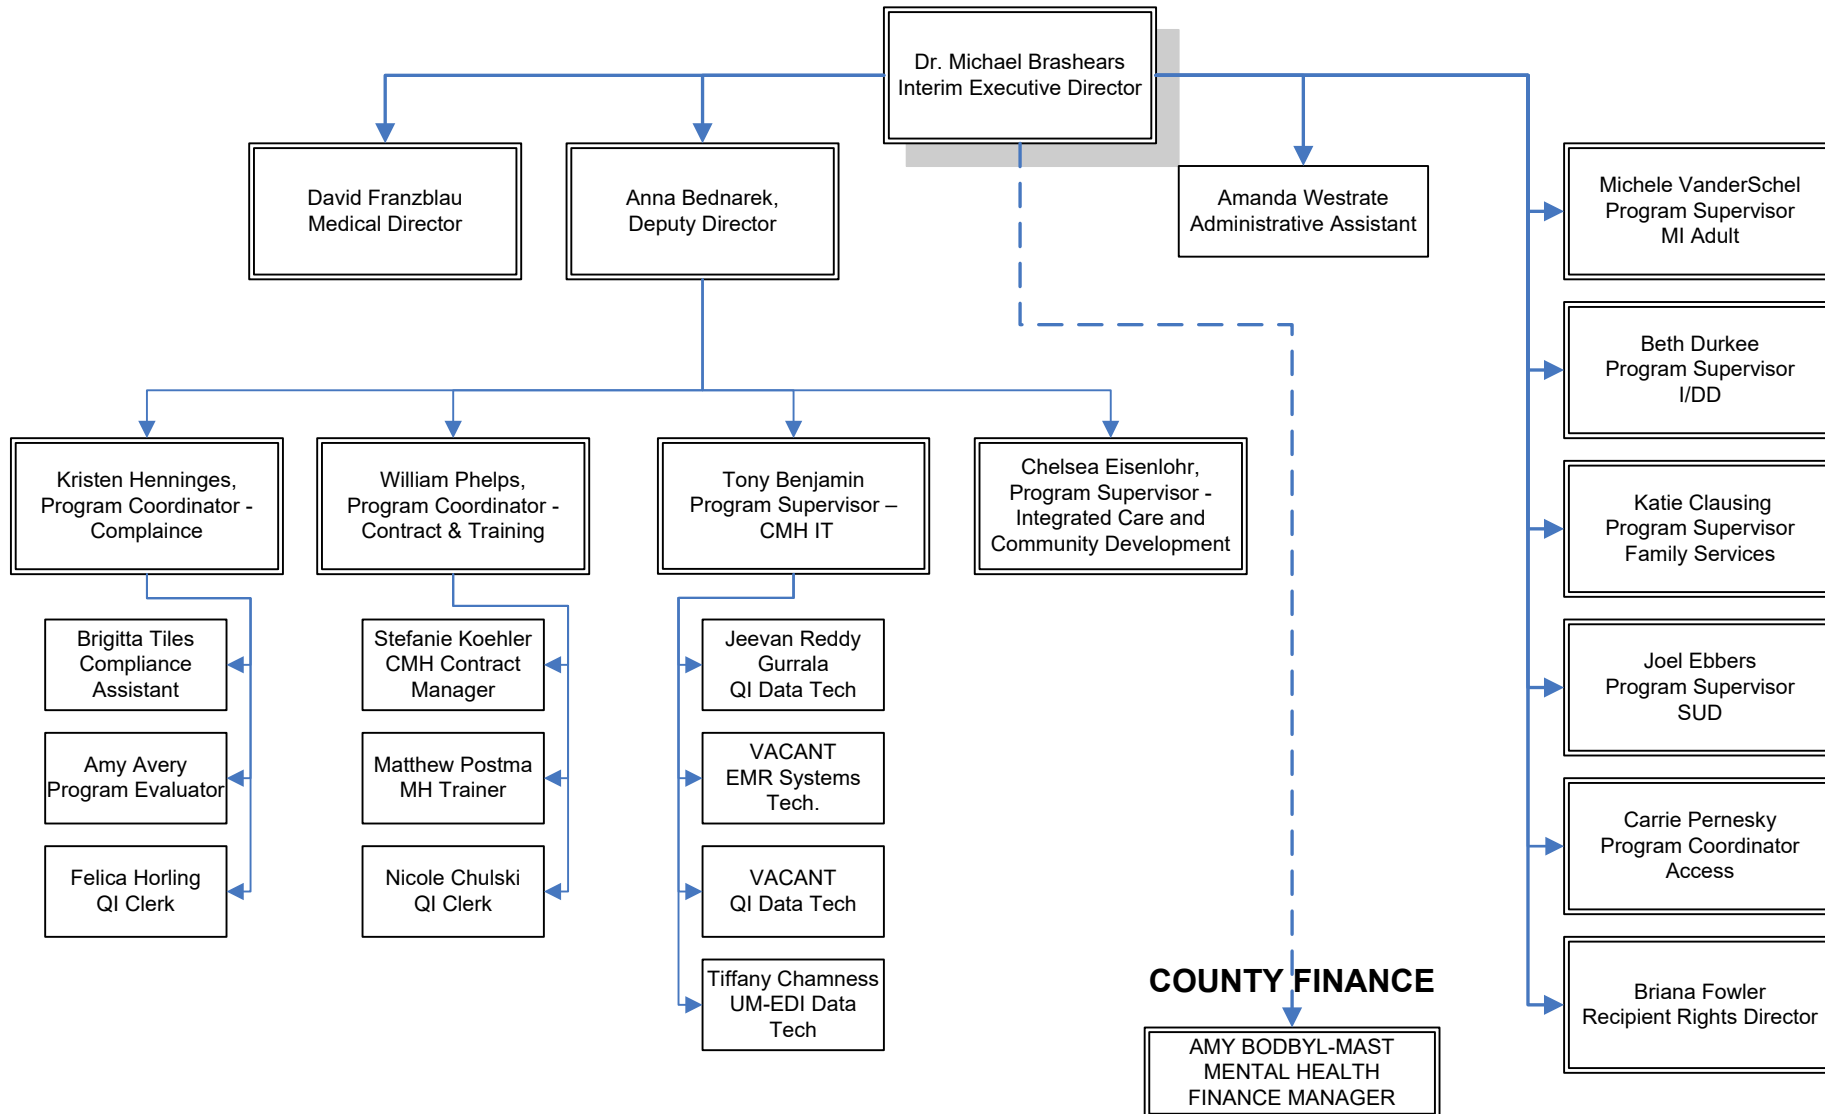 Dr. Michael Brashears
Interim Executive Director
David Franzblau
Medical Director
Anna Bednarek,
Deputy Director
Amanda Westrate
Administrative Assistant
Michele VanderSchel
Program Supervisor
MI Adult
Beth Durkee
Program Supervisor
I/DD
Katie Clausing
Program Supervisor
Family Services
Joel Ebbers
Program Supervisor
SUD
Carrie Pernesky
Program Coordinator
Access
Briana Fowler
Recipient Rights Director
Kristen Henninges,
Program Coordinator -
Complaince
William Phelps,
Program Coordinator -
Contract & Training
Tony Benjamin
Program Supervisor –
CMH IT
Chelsea Eisenlohr,
Program Supervisor -
Integrated Care and
Community Development
Brigitta Tiles
Compliance
Assistant
Amy Avery
Program Evaluator
Felica Horling
QI Clerk
Stefanie Koehler
CMH Contract
Manager
Matthew Postma
MH Trainer
Nicole Chulski
QI Clerk
Jeevan Reddy
Gurrala
QI Data Tech
VACANT
EMR Systems
Tech.
VACANT
QI Data Tech
Tiffany Chamness
UM-EDI Data
Tech
COUNTY FINANCE
AMY BODBYL-MAST
MENTAL HEALTH
FINANCE MANAGER